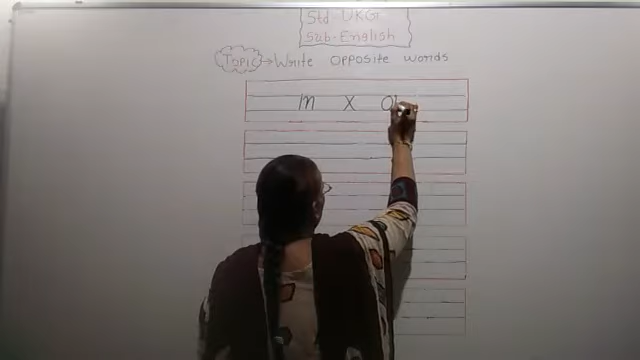 Std-UKG
Sub-English
Topic → Write opposite words
In X